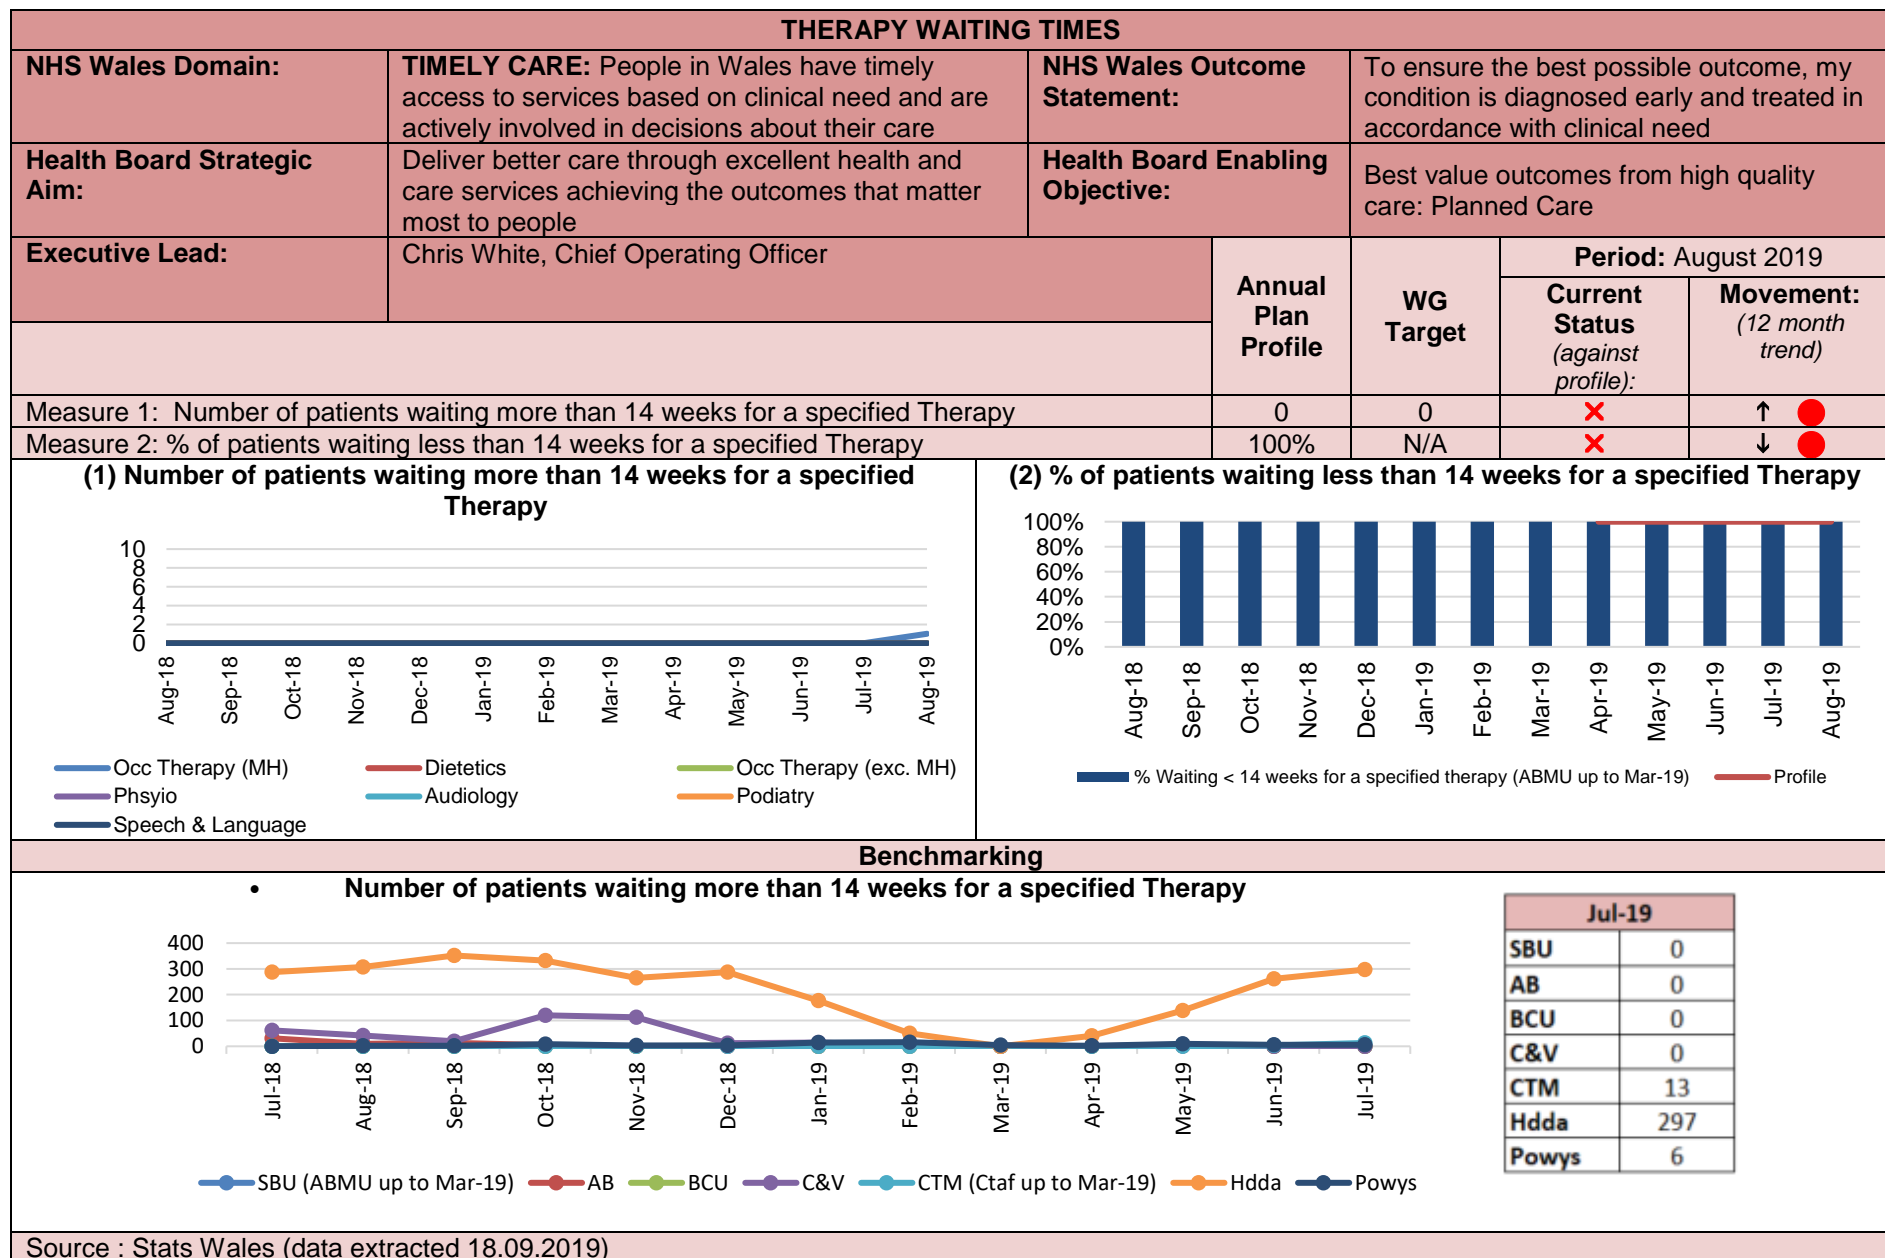 THERAPY WAITING TIMES
NHS Wales Domain:
TIMELY CARE: People in Wales have timely
access to services based on clinical need and are
actively involved in decisions about their care
NHS Wales Outcome
Statement:
To ensure the best possible outcome, my
condition is diagnosed early and treated in
accordance with clinical need
Health Board Strategic
Aim:
Deliver better care through excellent health and
care services achieving the outcomes that matter
most to people
Health Board Enabling
Objective:
Best value outcomes from high quality
care: Planned Care
Executive Lead:
Chris White, Chief Operating Officer
Annual
Plan
Profile
WG
Target
Period: August 2019
Current
Status
(against
profile):
Movement:
(12 month
trend)
Measure 1: Number of patients waiting more than 14 weeks for a specified Therapy
0
0
✕
↑
Measure 2: % of patients waiting less than 14 weeks for a specified Therapy
100%
N/A
✕
↓
(1) Number of patients waiting more than 14 weeks for a specified
Therapy
10
8
6
4
2
0
Aug-18
Sep-18
Oct-18
Nov-18
Dec-18
Jan-19
Feb-19
Mar-19
Apr-19
May-19
Jun-19
Jul-19
Aug-19
Occ Therapy (MH)
Dietetics
Occ Therapy (exc. MH)
Phsyio
Audiology
Podiatry
Speech & Language
(2) % of patients waiting less than 14 weeks for a specified Therapy
100%
80%
60%
40%
20%
0%
Aug-18
Sep-18
Oct-18
Nov-18
Dec-18
Jan-19
Feb-19
Mar-19
Apr-19
May-19
Jun-19
Jul-19
Aug-19
% Waiting < 14 weeks for a specified therapy (ABMU up to Mar-19)
Profile
Benchmarking
• Number of patients waiting more than 14 weeks for a specified Therapy
400
300
200
100
0
Jul-18
Aug-18
Sep-18
Oct-18
Nov-18
Dec-18
Jan-19
Feb-19
Mar-19
Apr-19
May-19
Jun-19
Jul-19
SBU (ABMU up to Mar-19)
AB
BCU
C&V
CTM (Ctaf up to Mar-19)
Hdda
Powys
Jul-19
SBU 0
AB 0
BCU 0
C&V 0
CTM 13
Hdda 297
Powys 6
Source : Stats Wales (data extracted 18.09.2019)